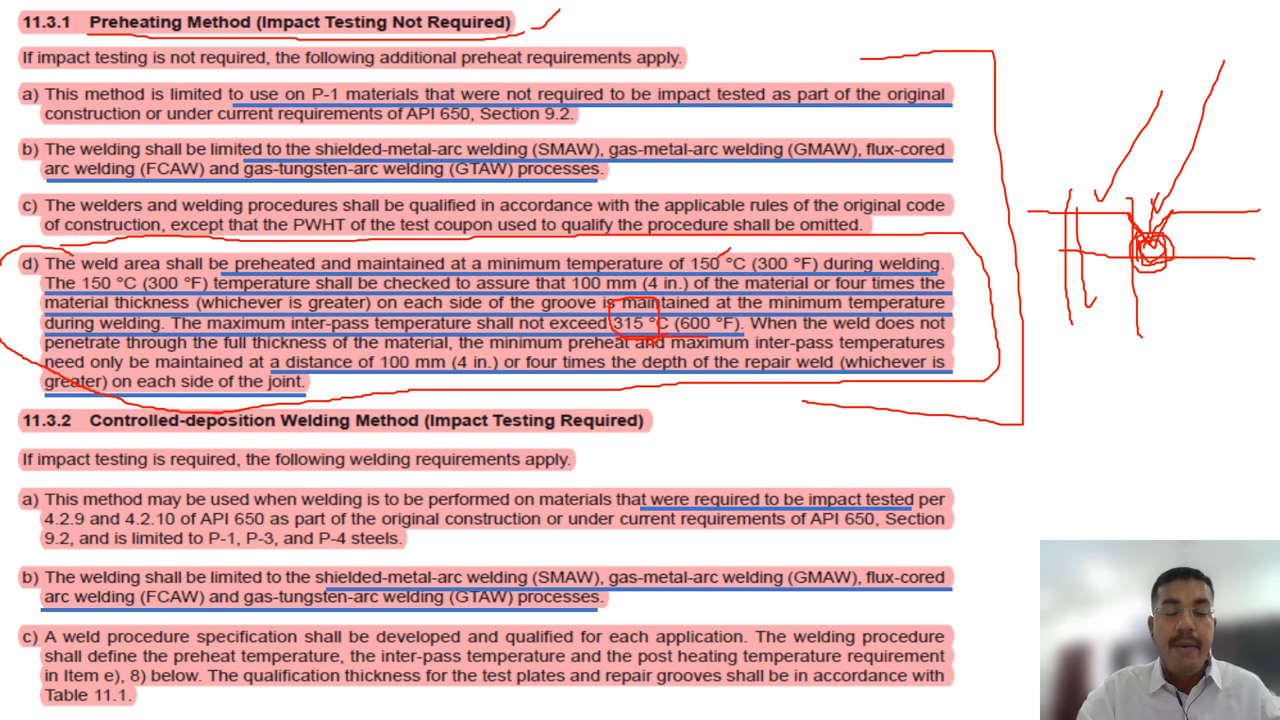 11.3.1 Preheating Method (Impact Testing Not Required)
If impact testing is not required, the following additional preheat requirements apply.
a) This method is limited to use on P-1 materials that were not required to be impact tested as part of the original
construction or under current requirements of API 650, Section 9.2.
b) The welding shall be limited to the shielded-metal-arc welding (SMAW), gas-metal-arc welding (GMAW), flux-cored
arc welding (FCAW) and gas-tungsten-arc welding (GTAW) processes.
c) The welders and welding procedures shall be qualified in accordance with the applicable rules of the original code
of construction, except that the PWHT of the test coupon used to qualify the procedure shall be omitted.
d) The weld area shall be preheated and maintained at a minimum temperature of 150 °C (300 °F) during welding.
The 150 °C (300 °F) temperature shall be checked to assure that 100 mm (4 in.) of the material or four times the
material thickness (whichever is greater) on each side of the groove is maintained at the minimum temperature
during welding. The maximum inter-pass temperature shall not exceed 315 °C (600 °F). When the weld does not
penetrate through the full thickness of the material, the minimum preheat and maximum inter-pass temperatures
need only be maintained at a distance of 100 mm (4 in.) or four times the depth of the repair weld (whichever is
greater) on each side of the joint.
11.3.2 Controlled-deposition Welding Method (Impact Testing Required)
If impact testing is required, the following welding requirements apply.
a) This method may be used when welding is to be performed on materials that were required to be impact tested per
4.2.9 and 4.2.10 of API 650 as part of the original construction or under current requirements of API 650, Section
9.2, and is limited to P-1, P-3, and P-4 steels.
b) The welding shall be limited to the shielded-metal-arc welding (SMAW), gas-metal-arc welding (GMAW), flux-cored
arc welding (FCAW) and gas-tungsten-arc welding (GTAW) processes.
c) A weld procedure specification shall be developed and qualified for each application. The welding procedure
shall define the preheat temperature, the inter-pass temperature and the post heating temperature requirement
in Item e), 8) below. The qualification thickness for the test plates and repair grooves shall be in accordance with
Table 11.1.